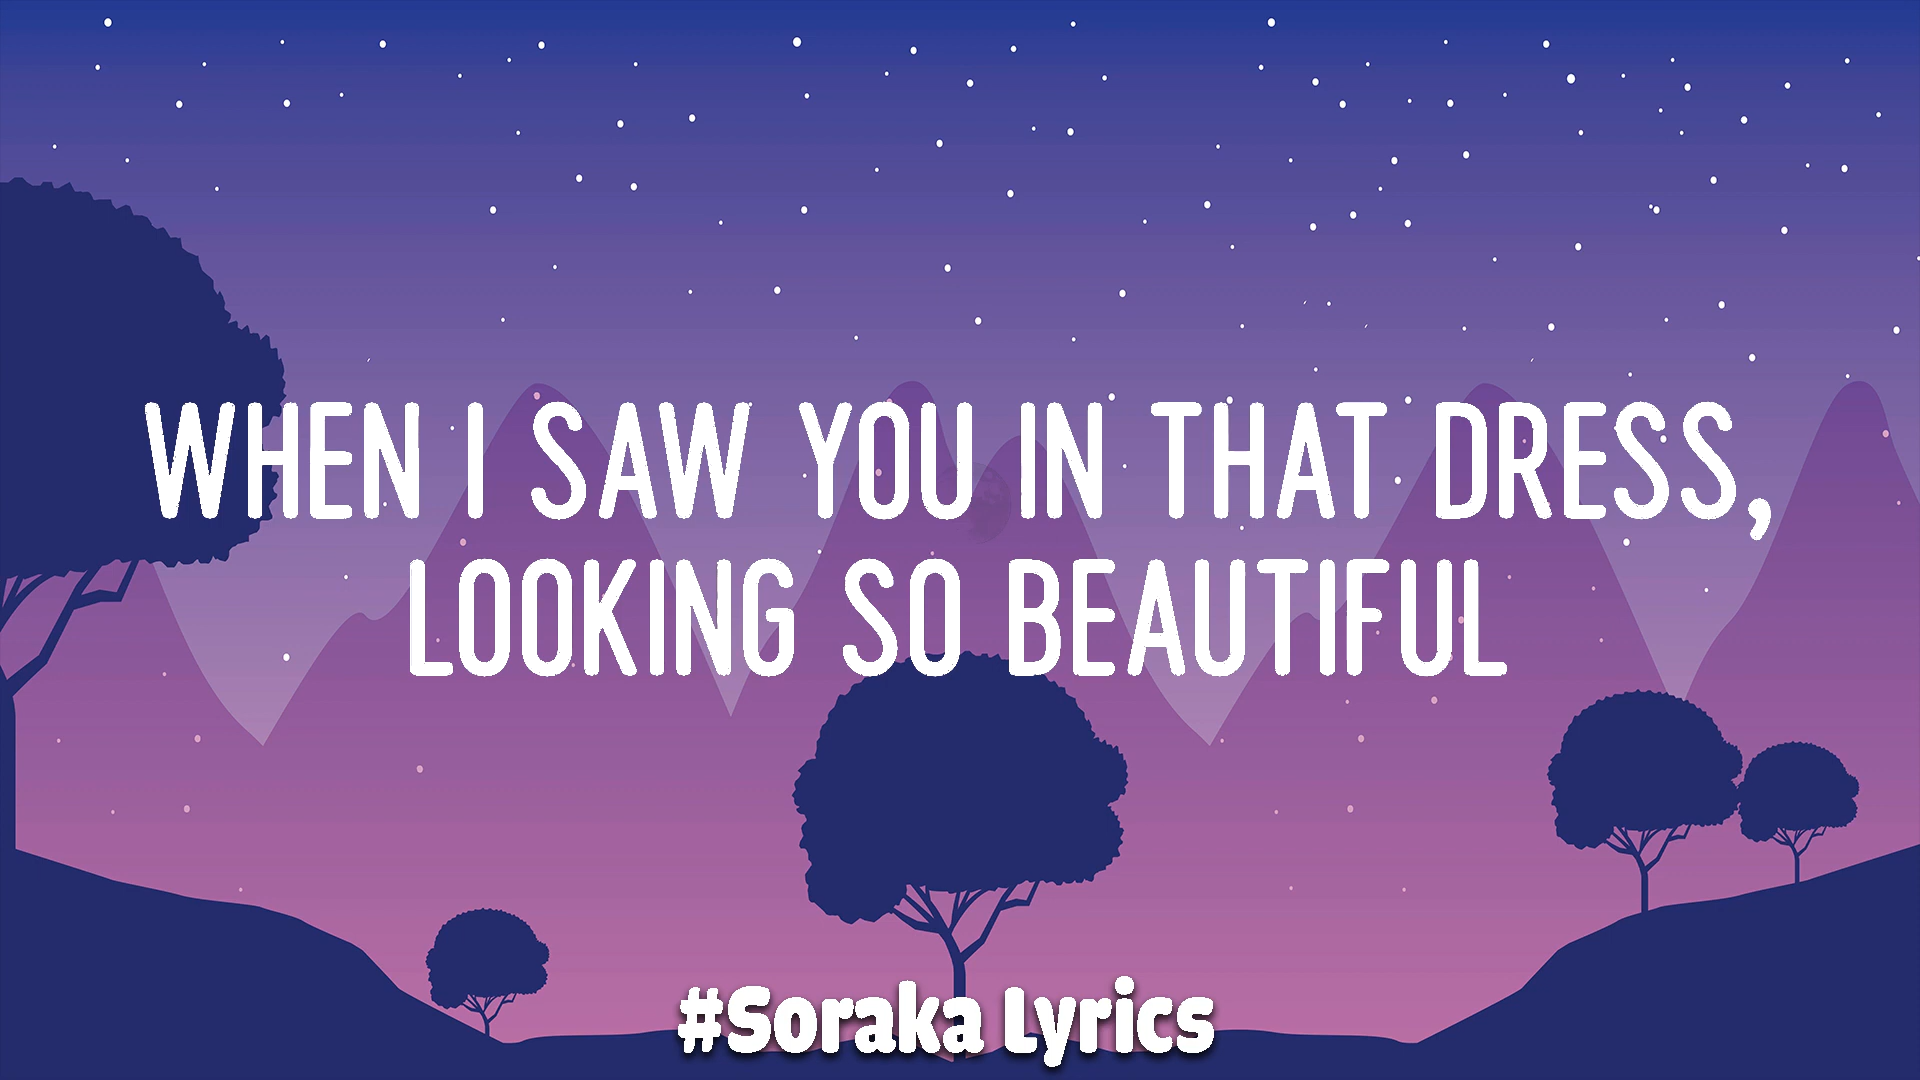 WHEN I SAW YOU IN THAT DRESS,
LOOKING SO BEAUTIFUL
#Soraka Lyrics